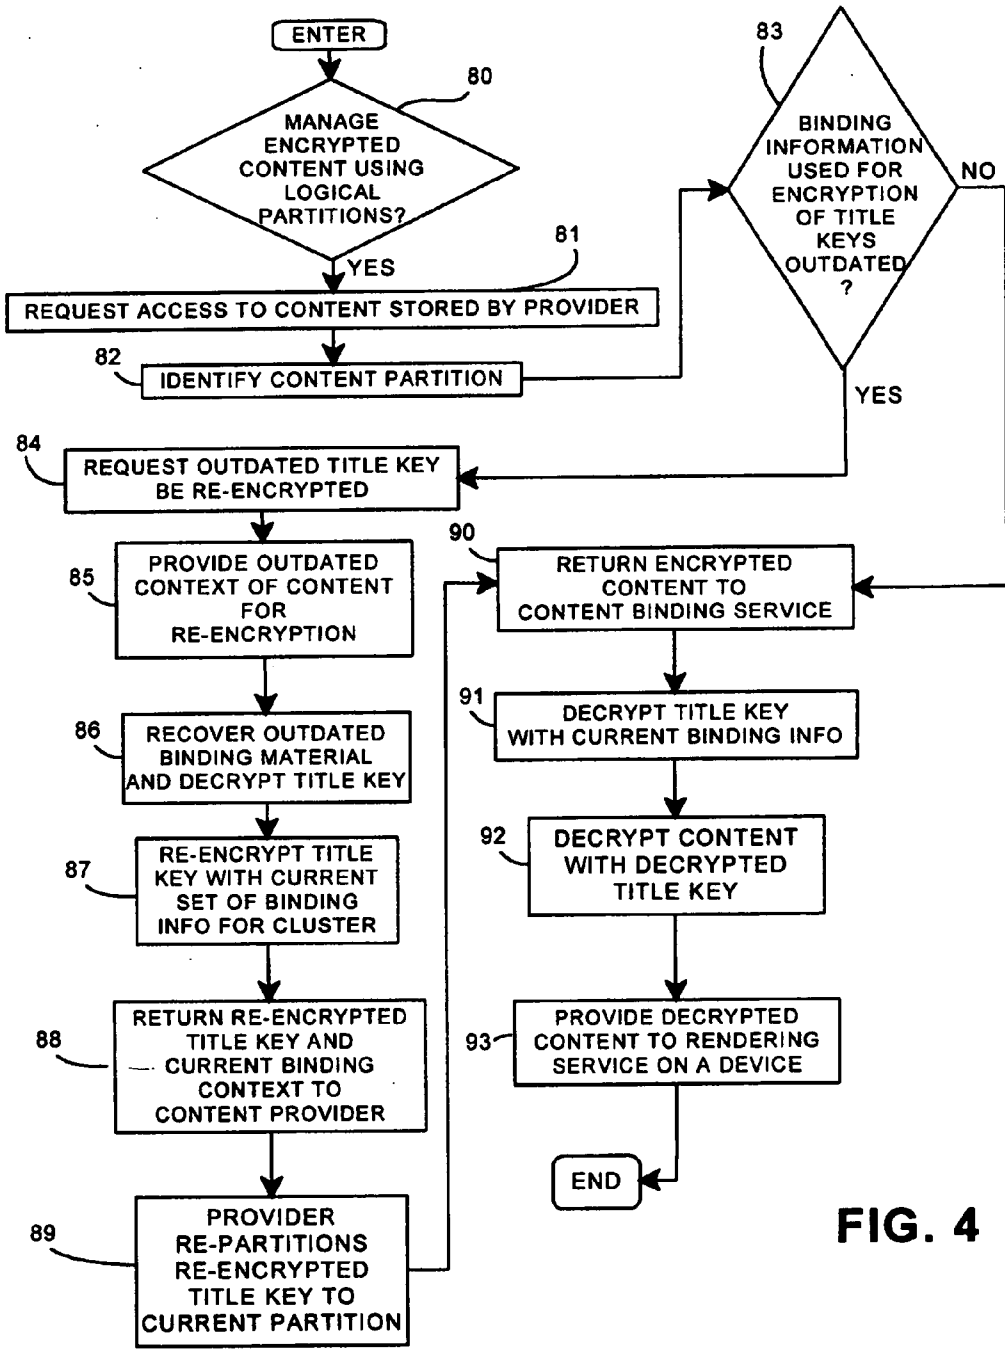 ENTER
80
MANAGE
ENCRYPTED
CONTENT USING
LOGICAL
PARTITIONS?
YES
81
REQUEST ACCESS TO CONTENT STORED BY PROVIDER
82
IDENTIFY CONTENT PARTITION
83
BINDING
INFORMATION
USED FOR
ENCRYPTION
OF TITLE
KEYS
OUTDATED
?
NO
YES
84
REQUEST OUTDATED TITLE KEY
BE RE-ENCRYPTED
85
PROVIDE OUTDATED
CONTEXT OF CONTENT
FOR
RE-ENCRYPTION
86
RECOVER OUTDATED
BINDING MATERIAL
AND DECRYPT TITLE KEY
87
RE-ENCRYPT TITLE
KEY WITH CURRENT
SET OF BINDING
INFO FOR CLUSTER
88
RETURN RE-ENCRYPTED
TITLE KEY AND
CURRENT BINDING
CONTEXT TO
CONTENT PROVIDER
89
PROVIDER
RE-PARTITIONS
RE-ENCRYPTED
TITLE KEY TO
CURRENT PARTITION
90
RETURN ENCRYPTED
CONTENT TO
CONTENT BINDING SERVICE
91
DECRYPT TITLE KEY
WITH CURRENT BINDING INFO
92
DECRYPT CONTENT
WITH DECRYPTED
TITLE KEY
93
PROVIDE DECRYPTED
CONTENT TO RENDERING
SERVICE ON A DEVICE
END
FIG. 4